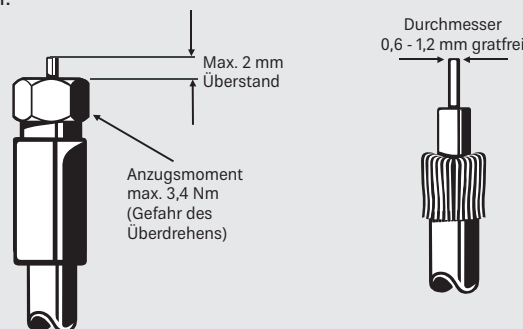 Max. 2 mm
Überstand
Anzugsmoment
max. 3,4 Nm
(Gefahr des
Überdrehens)
Durchmesser
0,6 - 1,2 mm gratfrei